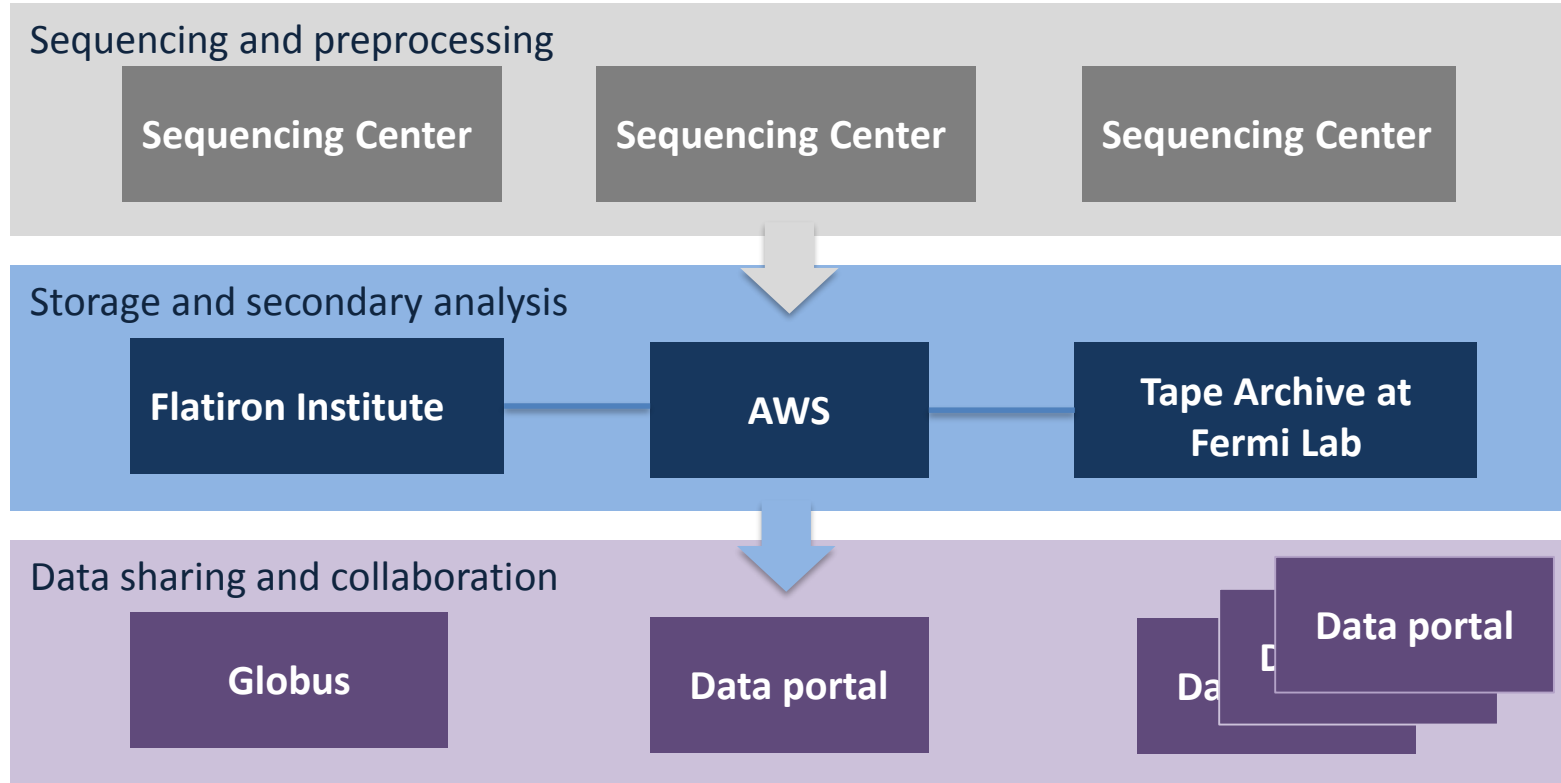 Sequencing and preprocessing
Sequencing Center
Sequencing Center
Sequencing Center
Storage and secondary analysis
Flatiron Institute
AWS
Tape Archive at
Fermi Lab
Data sharing and collaboration
Globus
Data portal
Data portal